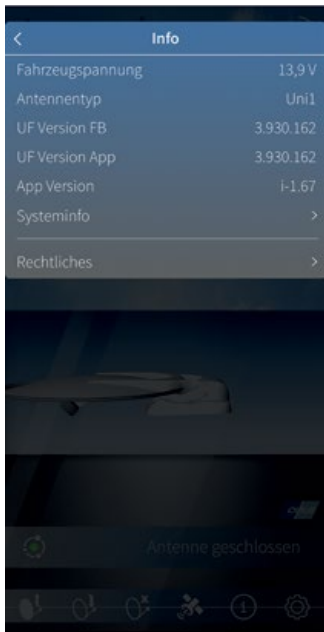 Info
Fahrzeugspannung 13,9 V
Antennentyp Uni1
UF Version FB 3.930.162
UF Version App 3.930.162
App Version i-1.67
Systeminfo
Rechtliches
Antenne geschlossen